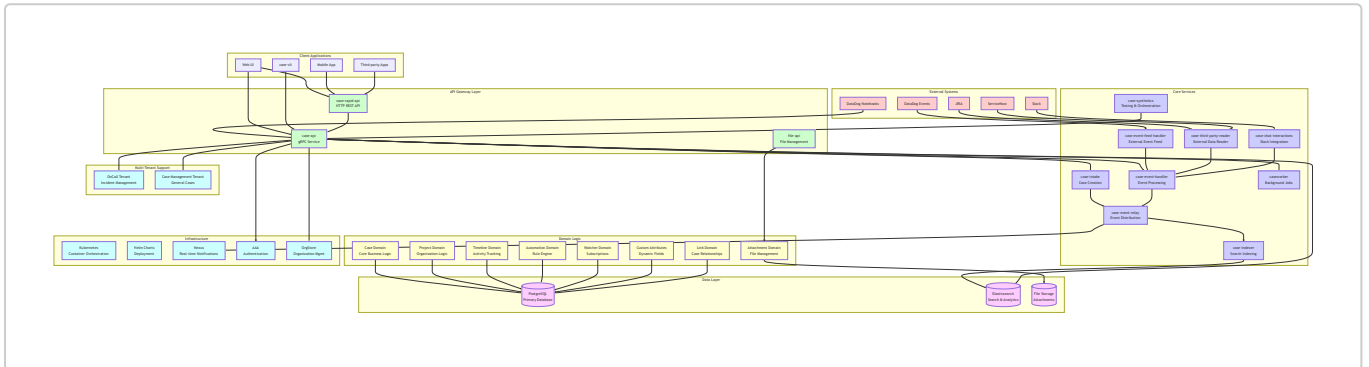 Client Applications
Web UI
case-cli
Mobile App
Third-party Apps
API Gateway Layer
case-rapid-api
HTTP REST API
case-api
gRPC Service
file-api
File Management
External Systems
DataDog Notebooks
DataDog Events
JIRA
ServiceNow
Slack
Core Services
case-synthetics
Testing & Orchestration
case-event-feed-handler
External Event Feed
case-third-party-reader
External Data Reader
case-chat-interactions
Slack Integration
case-intake
Case Creation
case-event-handler
Event Processing
caseworker
Background Jobs
case-event-relay
Event Distribution
case-indexer
Search Indexing
Multi-Tenant Support
OnCall Tenant
Incident Management
Case Management Tenant
General Cases
Infrastructure
Kubernetes
Container Orchestration
Helm Charts
Deployment
Real-time Notifications
AAA
Authentication
OrgStore
Organization Mgmt
Domain Logic
Case Domain
Core Business Logic
Project Domain
Organization Logic
Timeline Domain
Activity Tracking
Automation Domain
Rule Engine
Watcher Domain
Subscriptions
Custom Attributes
Dynamic Fields
Link Domain
Case Relationships
Attachment Domain
File Management
Data Layer
PostgreSQL
Primary Database
Elasticsearch
Search & Analytics
File Storage
Attachments